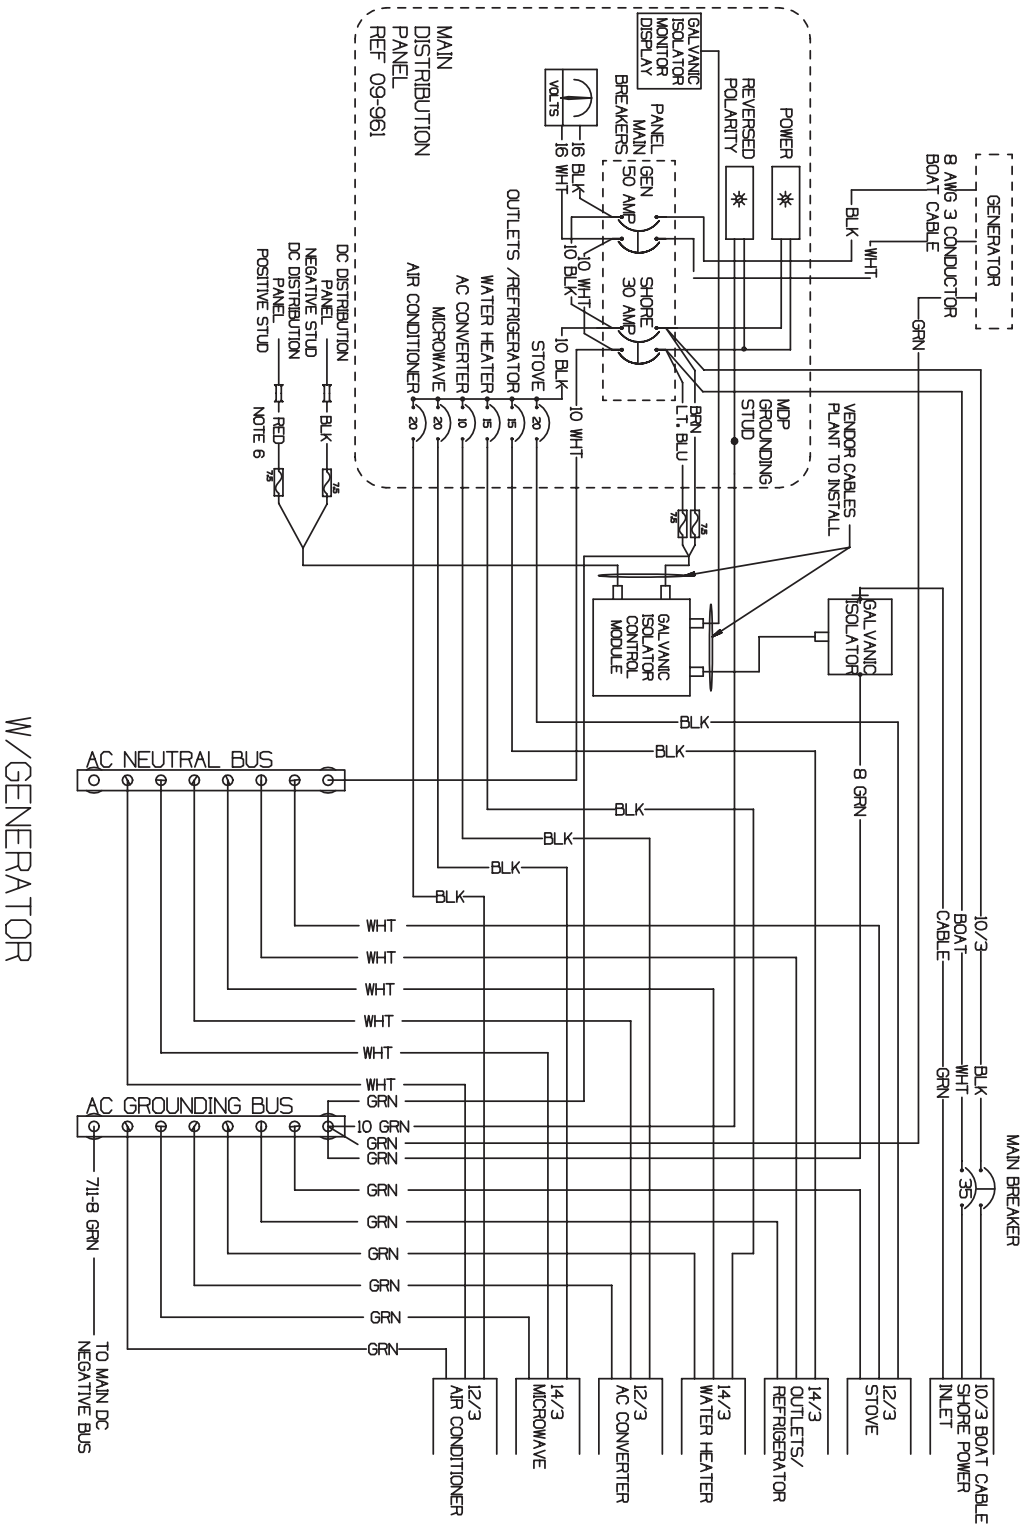 MAIN
DISTRIBUTION
PANEL
REF 09-961
GALVANIC
ISOLATOR
MONITOR
DISPLAY
VOLTS
16 BLK
16 WHT
PANEL
MAIN
BREAKERS
REVERSED
POLARITY
POWER
GEN
50 AMP
SHORE
30 AMP
8 AWG 3 CONDUCTOR
BOAT CABLE
GENERATOR
BLK
WHT
GRN
10 WHT
10 BLK
10 BLK
10 WHT
OUTLETS /REFRIGERATOR
STOVE
WATER HEATER
AC CONVERTER
MICROWAVE
AIR CONDITIONER
20
15
15
10
20
20
DC DISTRIBUTION
PANEL
NEGATIVE STUD
DC DISTRIBUTION
PANEL
POSITIVE STUD
BLK
RED
NOTE 6
7.5
7.5
MDP
GROUNDING
STUD
BRN
LT. BLU
7.5
7.5
VENDOR CABLES
PLANT TO INSTALL
GALVANIC
ISOLATOR
CONTROL
MODULE
GALVANIC
ISOLATOR
8 GRN
BLK
BLK
BLK
BLK
BLK
BLK
AC NEUTRAL BUS
WHT
WHT
WHT
WHT
WHT
WHT
AC GROUNDING BUS
GRN
10 GRN
GRN
GRN
GRN
GRN
GRN
GRN
GRN
GRN
711-8 GRN
TO MAIN DC
NEGATIVE BUS
10/3
BOAT
CABLE
BLK
WHT
GRN
MAIN BREAKER
35
10/3 BOAT CABLE
SHORE POWER
INLET
12/3
STOVE
14/3
OUTLETS/
REFRIGERATOR
14/3
WATER HEATER
12/3
AC CONVERTER
14/3
MICROWAVE
12/3
AIR CONDITIONER
W/GENERATOR